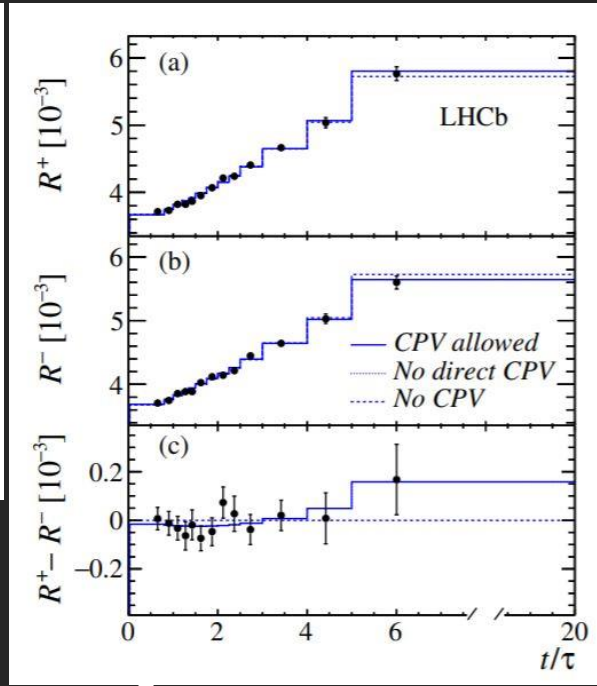 (a)
R⁺ [10⁻³]
6
5
4
LHCb
(b)
R⁻ [10⁻³]
6
5
4
CPV allowed
No direct CPV
No CPV
(c)
R⁺− R⁻ [10⁻³]
0.2
0
−0.2
0 2 4 6 20
t/τ